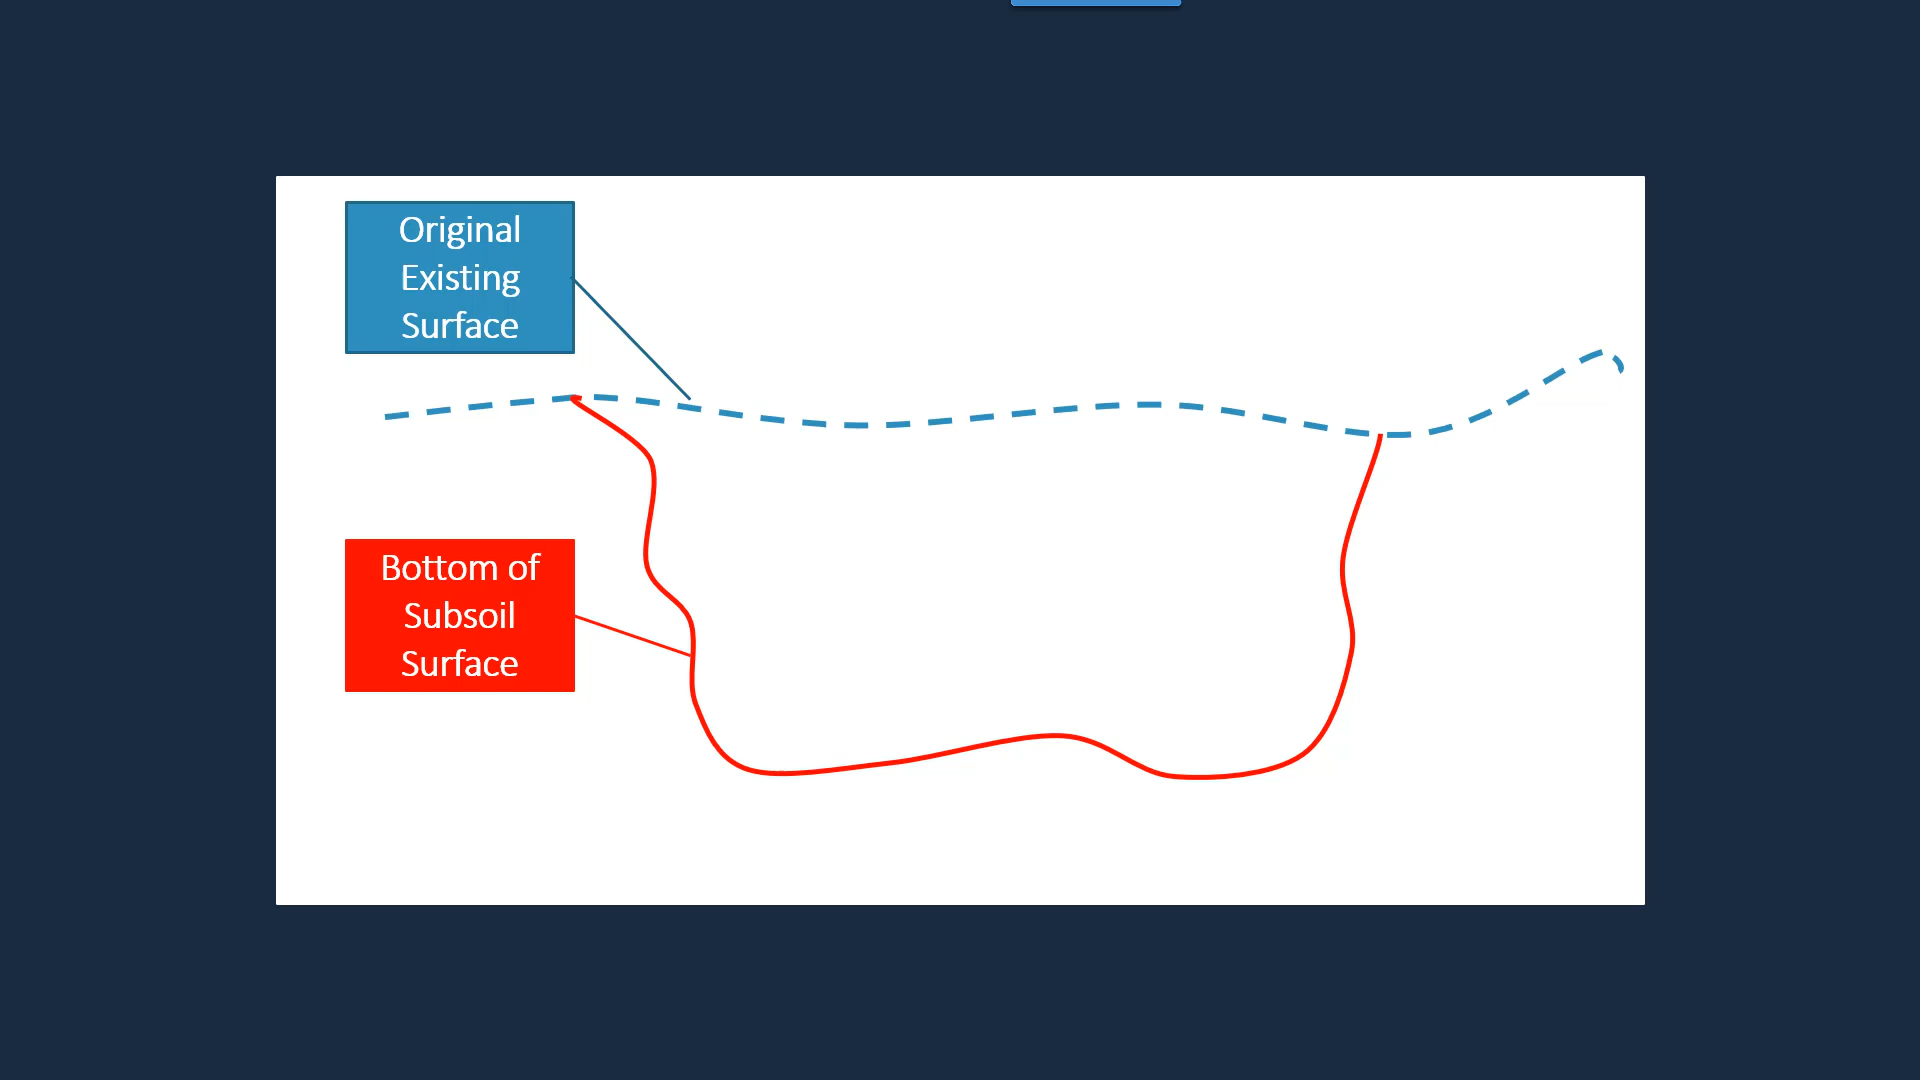 Original
Existing
Surface
Bottom of
Subsoil
Surface